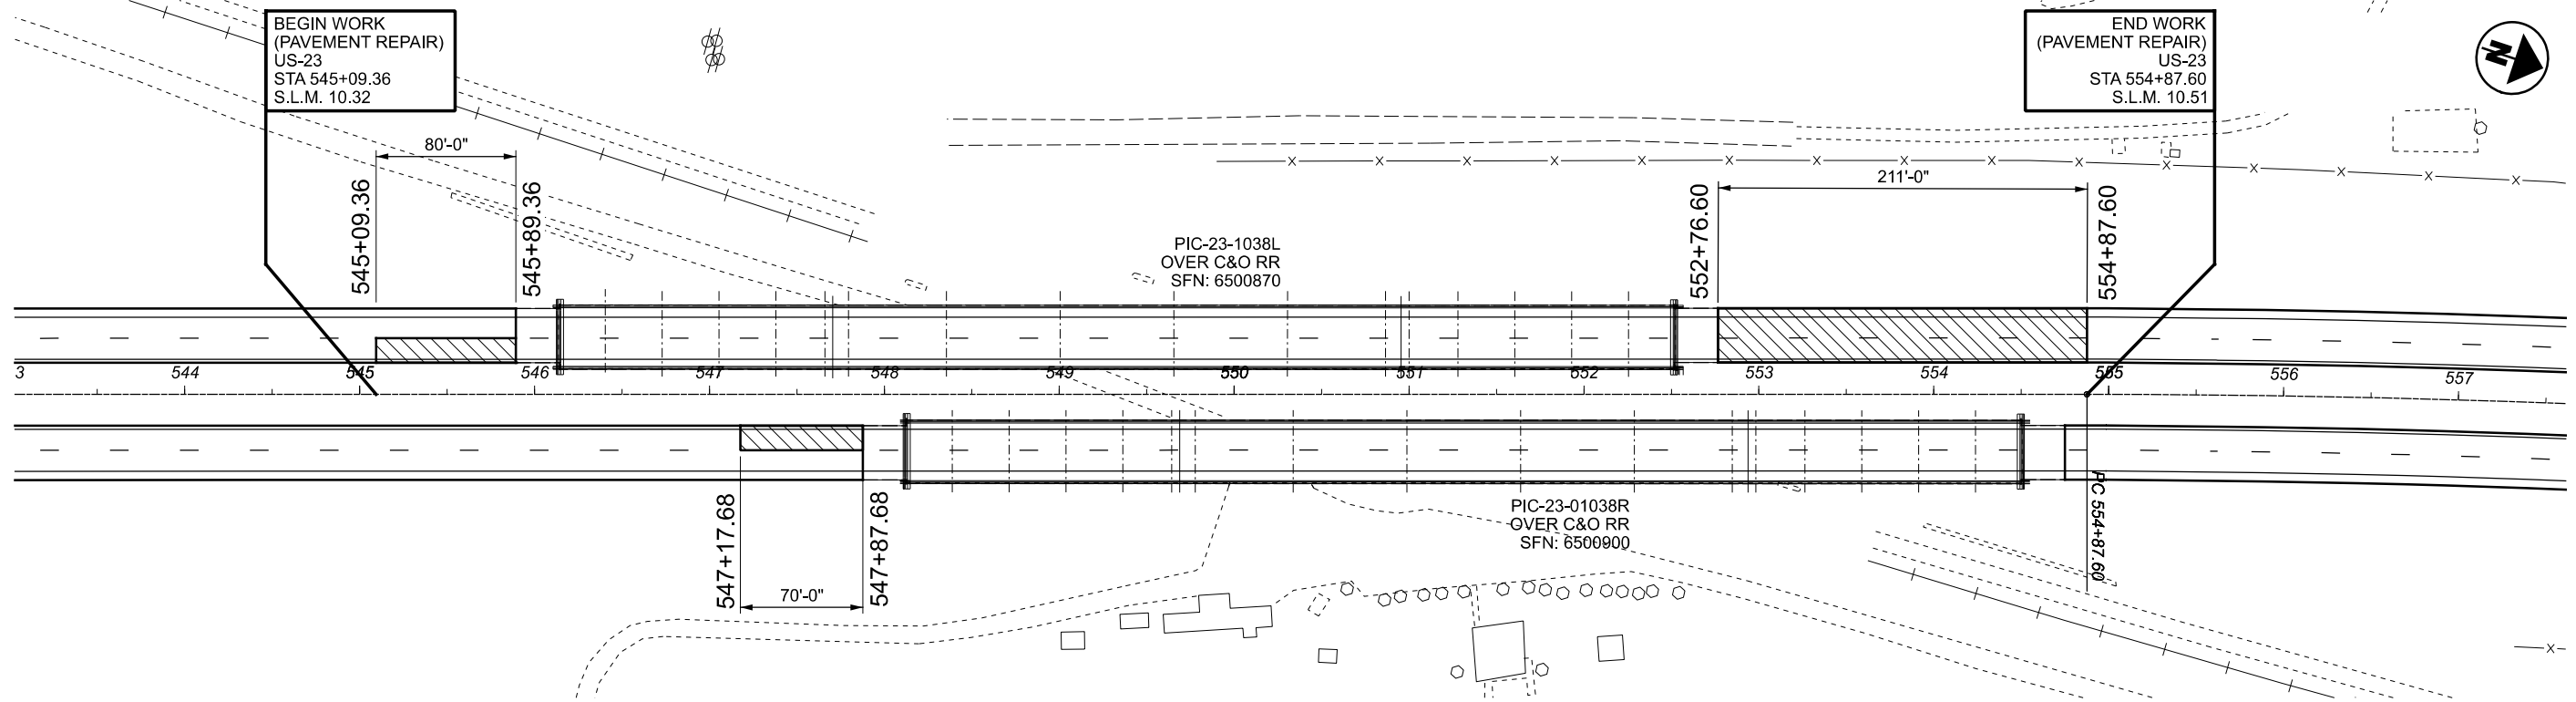 BEGIN WORK
(PAVEMENT REPAIR)
US-23
STA 545+09.36
S.L.M. 10.32
END WORK
(PAVEMENT REPAIR)
US-23
STA 554+87.60
S.L.M. 10.51
N
80'-0"
211'-0"
545+09.36
545+89.36
PIC-23-1038L
OVER C&O RR
SFN: 6500870
552+76.60
554+87.60
3 544 545 546 547 548 549 550 551 552 553 554 555 556 557
547+17.68
70'-0"
547+87.68
PIC-23-01038R
OVER C&O RR
SFN: 6500900
PC 554+87.60